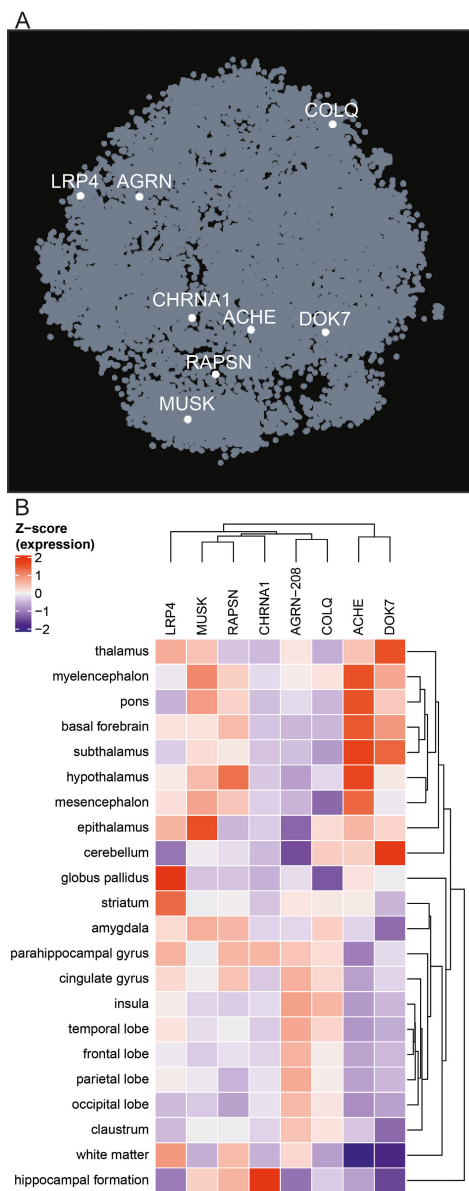 A
COLQ
LRP4 AGRN
CHRNA1
ACHE
DOK7
RAPSN
MUSK
B
Z−score
(expression)
2
1
0
−1
−2
LRP4
MUSK
RAPSN
CHRNA1
AGRN−208
COLQ
ACHE
DOK7
thalamus
myelencephalon
pons
basal forebrain
subthalamus
hypothalamus
mesencephalon
epithalamus
cerebellum
globus pallidus
striatum
amygdala
parahippocampal gyrus
cingulate gyrus
insula
temporal lobe
frontal lobe
parietal lobe
occipital lobe
claustrum
white matter
hippocampal formation